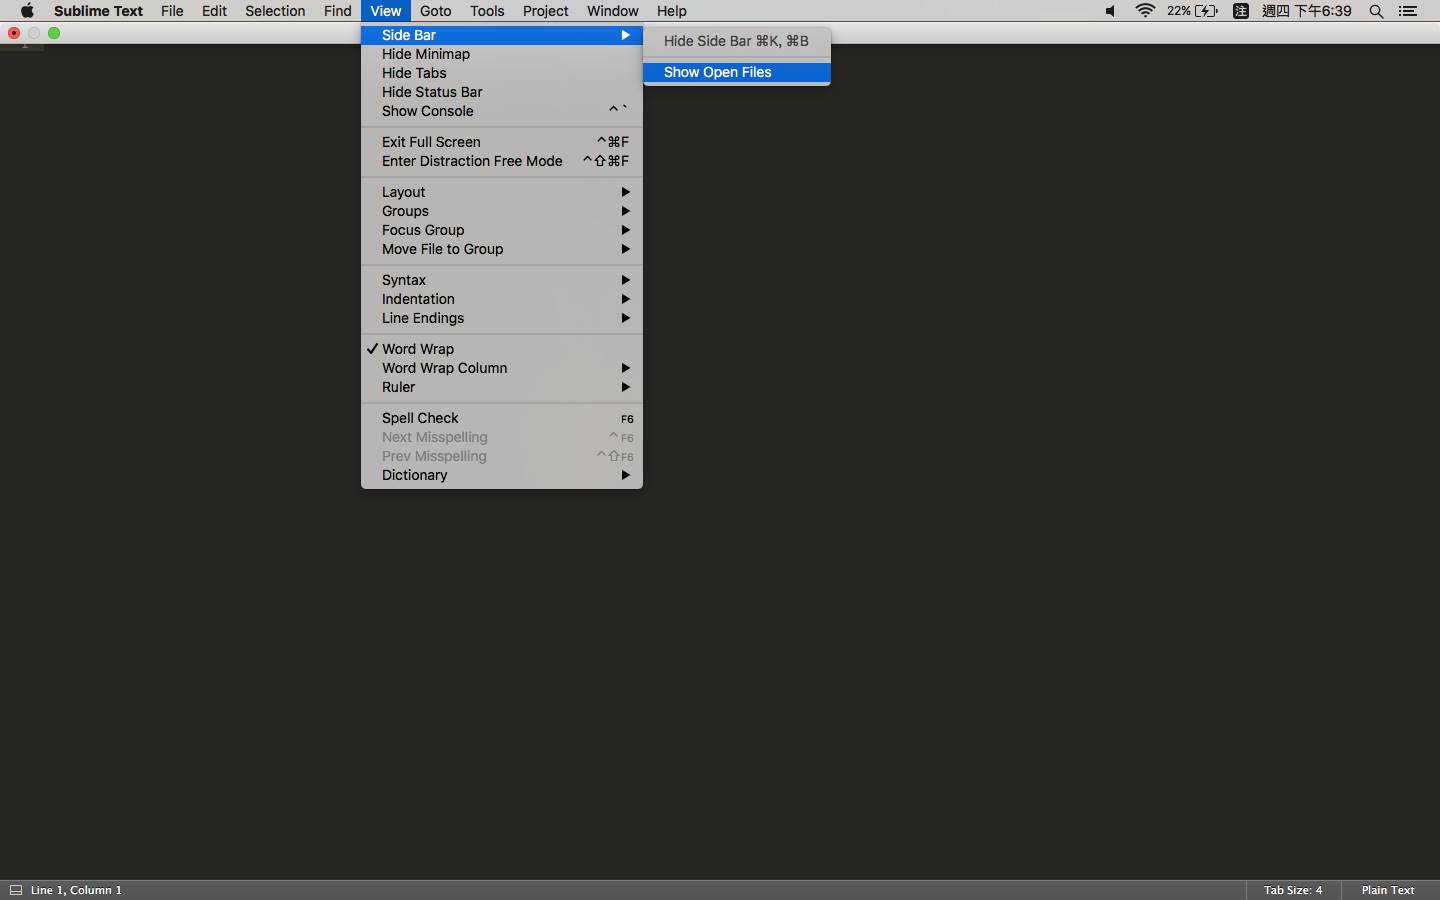 Sublime Text File Edit Selection Find View Goto Tools Project Window Help 22% 注 週四 下午6:39
1
Side Bar
Hide Minimap
Hide Tabs
Hide Status Bar
Show Console ^`
Exit Full Screen ^⌘F
Enter Distraction Free Mode ^⇧⌘F
Layout
Groups
Focus Group
Move File to Group
Syntax
Indentation
Line Endings
✓ Word Wrap
Word Wrap Column
Ruler
Spell Check F6
Next Misspelling ^F6
Prev Misspelling ^⇧F6
Dictionary
Hide Side Bar ⌘K, ⌘B
Show Open Files
Line 1, Column 1 Tab Size: 4 Plain Text